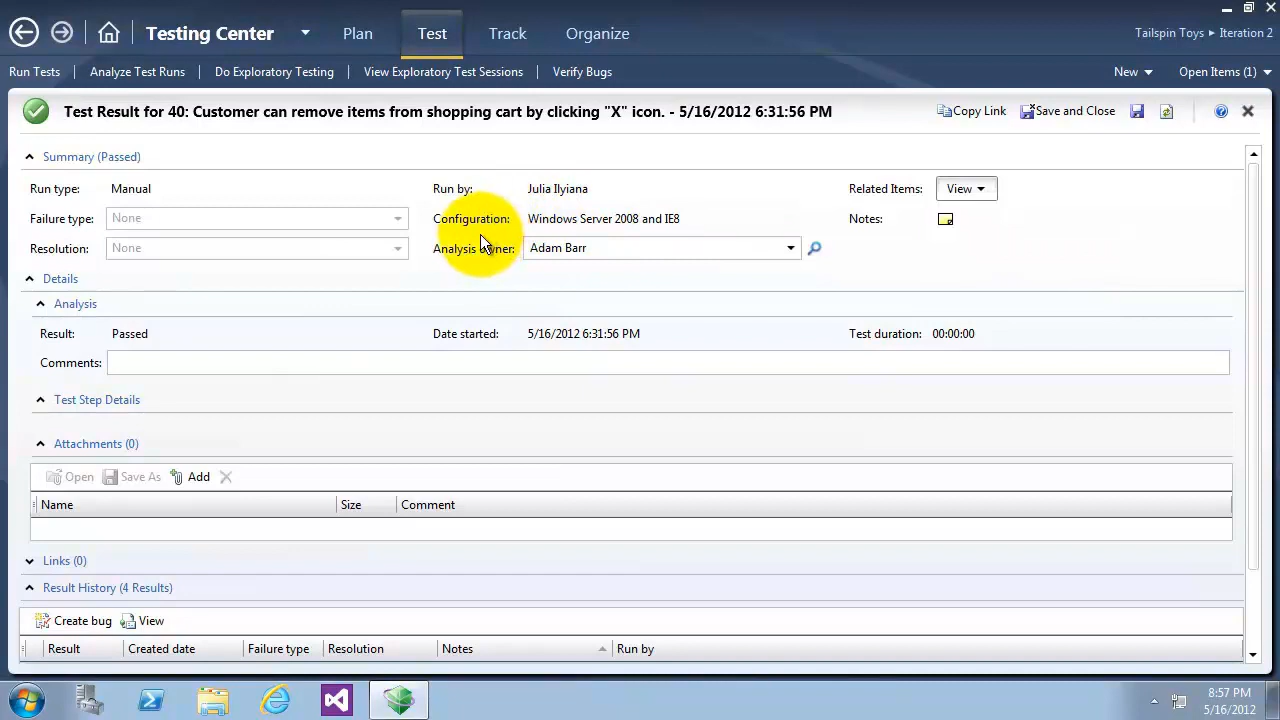 Testing Center Plan Test Track Organize Tailspin Toys Iteration 2
Run Tests Analyze Test Runs Do Exploratory Testing View Exploratory Test Sessions Verify Bugs New Open Items (1)
Test Result for 40: Customer can remove items from shopping cart by clicking "X" icon. - 5/16/2012 6:31:56 PM Copy Link Save and Close
Summary (Passed)
Run type: Manual Run by: Julia Ilyiana Related Items: View
Failure type: None Configuration: Windows Server 2008 and IE8 Notes:
Resolution: None Analysis Owner: Adam Barr
Details
Analysis
Result: Passed Date started: 5/16/2012 6:31:56 PM Test duration: 00:00:00
Comments:
Test Step Details
Attachments (0)
Open Save As Add
Name Size Comment
Links (0)
Result History (4 Results)
Create bug View
Result Created date Failure type Resolution Notes Run by
8:57 PM
5/16/2012